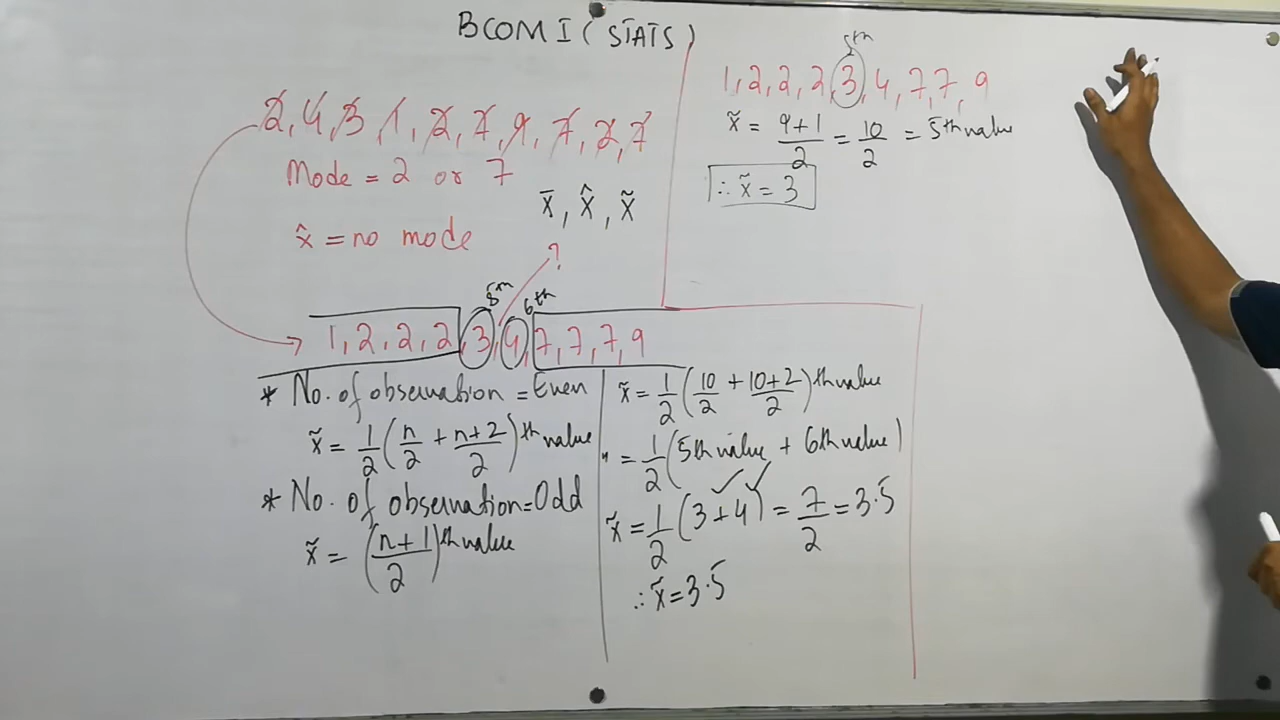 BCOM I ( STATS )
2, 4, 3, 1, 2, 7, 9, 7, 2, 7
Mode = 2 or 7
x̄, x̂, x̃
x̂ = no mode
?
5th 6th
1, 2, 2, 2, 3, 4, 7, 7, 7, 9
* No. of observation = Even
x̃ = 1/2 (n/2 + n+2/2)th value
* No. of observation = Odd
x̃ = (n+1/2)th value
x̃ = 1/2 (10/2 + 10+2/2)th value
" = 1/2 (5th value + 6th value)
x̃ = 1/2 (3+4) = 7/2 = 3.5
∴ x̃ = 3.5
5th
1, 2, 2, 2, 3, 4, 7, 7, 9
x̃ = 9+1/2 = 10/2 = 5th value
∴ x̃ = 3